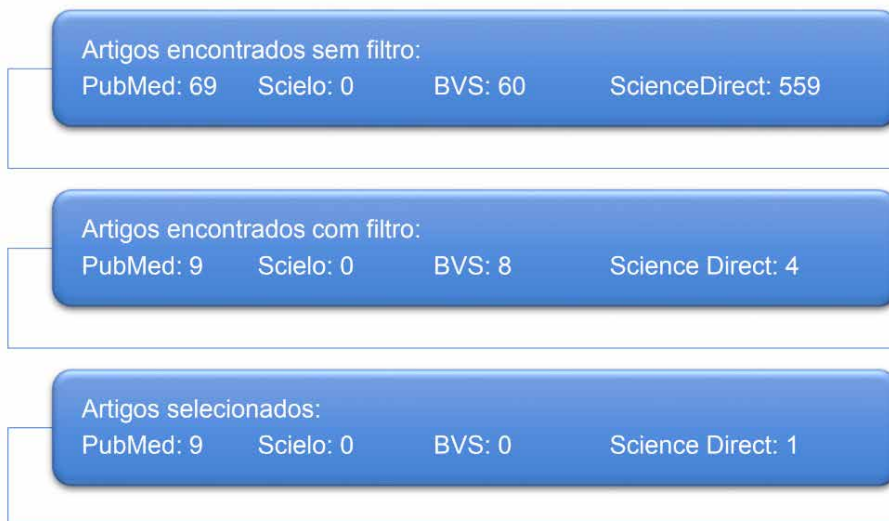 Artigos encontrados sem filtro:
PubMed: 69 Scielo: 0 BVS: 60 ScienceDirect: 559
Artigos encontrados com filtro:
PubMed: 9 Scielo: 0 BVS: 8 Science Direct: 4
Artigos selecionados:
PubMed: 9 Scielo: 0 BVS: 0 Science Direct: 1